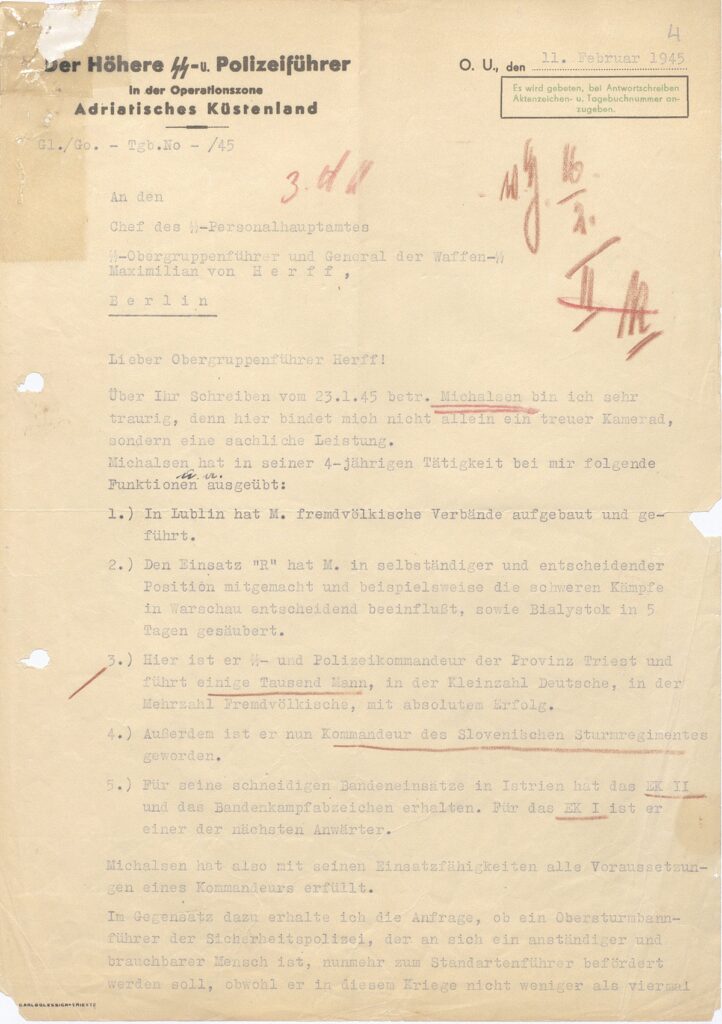 4
Der Höhere SS-u. Polizeiführer
in der Operationszone
Adriatisches Küstenland
O. U., den 11. Februar 1945
Es wird gebeten, bei Antwortschreiben
Aktenzeichen- u. Tagebuchnummer an-
zugeben.
Gl./Go. - Tgb.No - /45
An den
Chef des SS-Personalhauptamtes
SS-Obergruppenführer und General der Waffen-SS
Maximilian von H e r f f ,
B e r l i n
16
2.
II
Lieber Obergruppenführer Herff!
Über Ihr Schreiben vom 23.1.45 betr. Michalsen bin ich sehr
traurig, denn hier bindet mich nicht allein ein treuer Kamerad,
sondern eine sachliche Leistung.
Michalsen hat in seiner 4-jährigen Tätigkeit bei mir folgende
u. a.
Funktionen ausgeübt:
1.) In Lublin hat M. fremdvölkische Verbände aufgebaut und ge-
führt.
2.) Den Einsatz "R" hat M. in selbständiger und entscheidender
Position mitgemacht und beispielsweise die schweren Kämpfe
in Warschau entscheidend beeinflußt, sowie Bialystok in 5
Tagen gesäubert.
3.) Hier ist er SS- und Polizeikommandeur der Provinz Triest und
führt einige Tausend Mann, in der Kleinzahl Deutsche, in der
Mehrzahl Fremdvölkische, mit absolutem Erfolg.
4.) Außerdem ist er nun Kommandeur des Slovenischen Sturmregimentes
geworden.
5.) Für seine schneidigen Bandeneinsätze in Istrien hat das EK II
und das Bandenkampfabzeichen erhalten. Für das EK I ist er
einer der nächsten Anwärter.
Michalsen hat also mit seinen Einsatzfähigkeiten alle Voraussetzun-
gen eines Kommandeurs erfüllt.
Im Gegensatz dazu erhalte ich die Anfrage, ob ein Obersturmbann-
führer der Sicherheitspolizei, der an sich ein anständiger und
brauchbarer Mensch ist, nunmehr zum Standartenführer befördert
werden soll, obwohl er in diesem Kriege nicht weniger als viermal